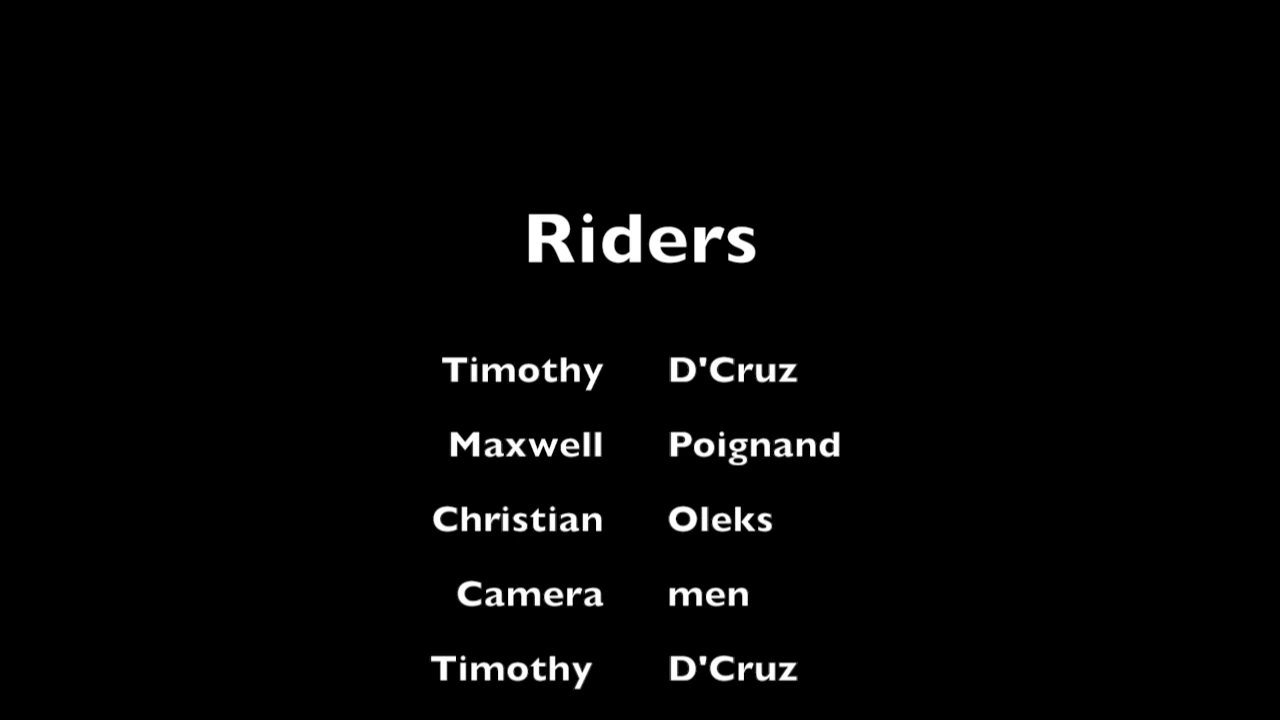 Riders
Timothy D'Cruz
Maxwell Poignand
Christian Oleks
Camera men
Timothy D'Cruz